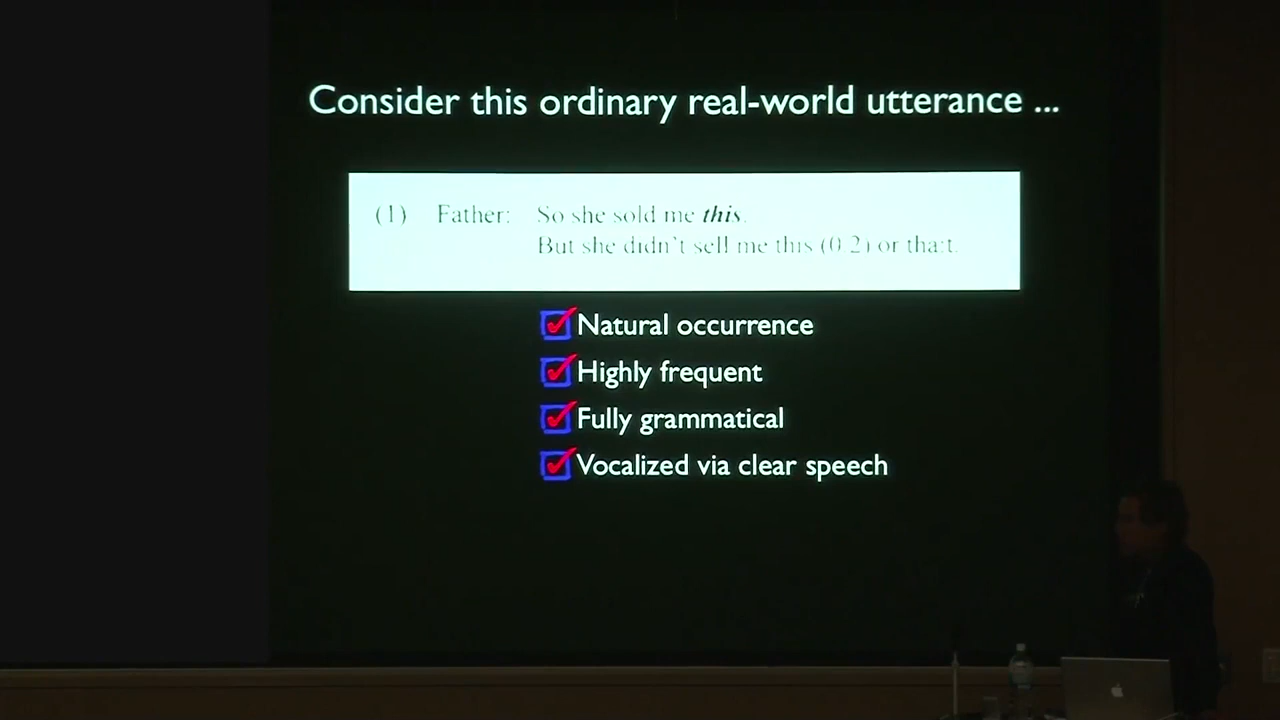 Consider this ordinary real-world utterance ...
(1) Father: So she sold me this.
But she didn't sell me this (0.2) or tha:t.
Natural occurrence
Highly frequent
Fully grammatical
Vocalized via clear speech